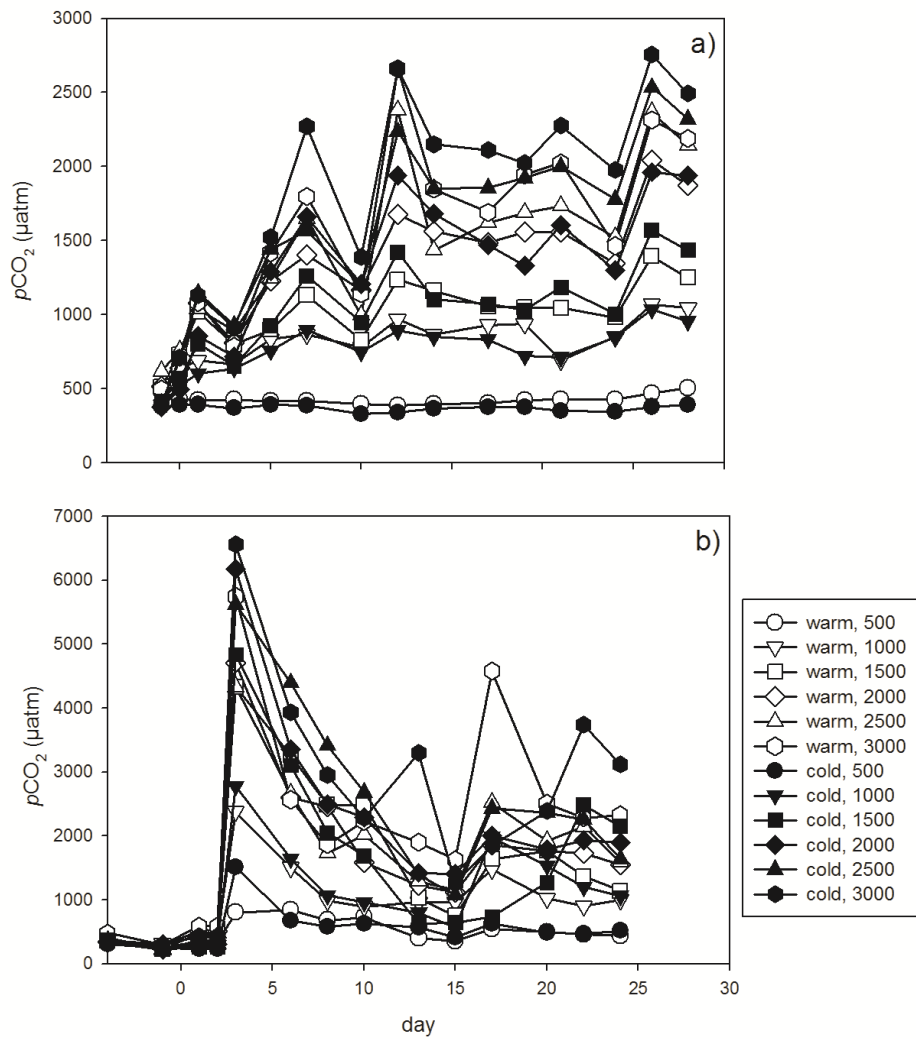 3000
a)
2500
2000
1500
1000
500
0
pCO2 (µatm)
7000
b)
6000
5000
4000
3000
2000
1000
0
pCO2 (µatm)
0 5 10 15 20 25 30
day
warm, 500
warm, 1000
warm, 1500
warm, 2000
warm, 2500
warm, 3000
cold, 500
cold, 1000
cold, 1500
cold, 2000
cold, 2500
cold, 3000